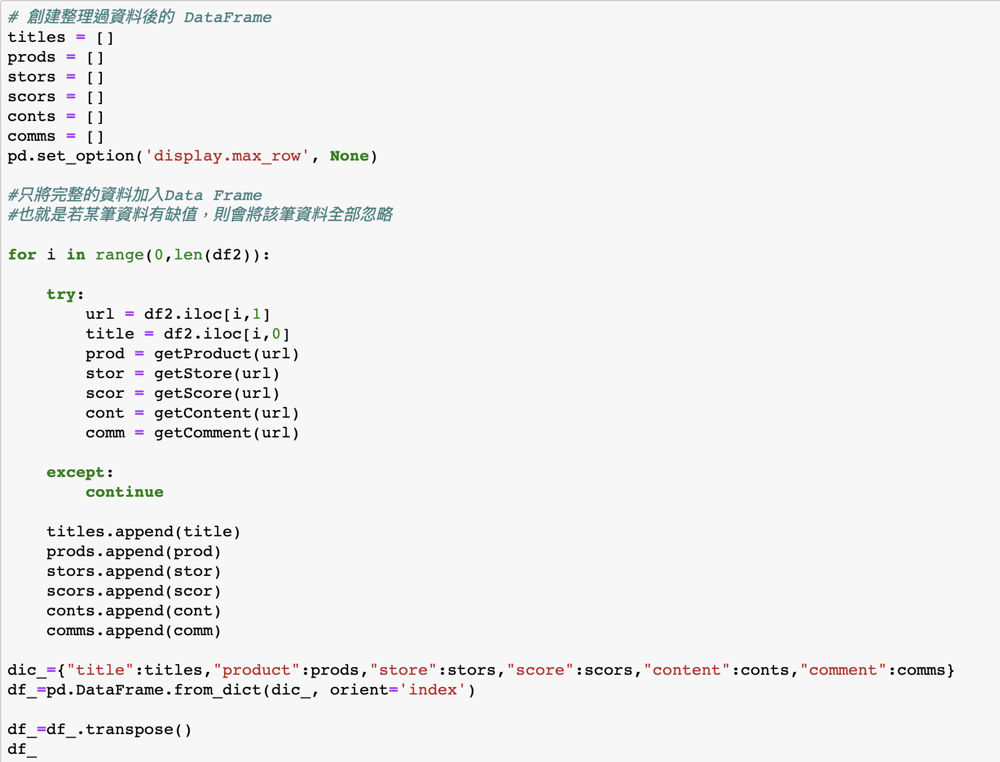 # 創建整理過資料後的 DataFrame
titles = []
prods = []
stors = []
scors = []
conts = []
comms = []
pd.set_option('display.max_row', None)
#只將完整的資料加入Data Frame
#也就是若某筆資料有缺值，則會將該筆資料全部忽略
for i in range(0,len(df2)):
    try:
        url = df2.iloc[i,1]
        title = df2.iloc[i,0]
        prod = getProduct(url)
        stor = getStore(url)
        scor = getScore(url)
        cont = getContent(url)
        comm = getComment(url)
    except:
        continue
    titles.append(title)
    prods.append(prod)
    stors.append(stor)
    scors.append(scor)
    conts.append(cont)
    comms.append(comm)
dic_={"title":titles,"product":prods,"store":stors,"score":scors,"content":conts,"comment":comms}
df_=pd.DataFrame.from_dict(dic_, orient='index')
df_=df_.transpose()
df_